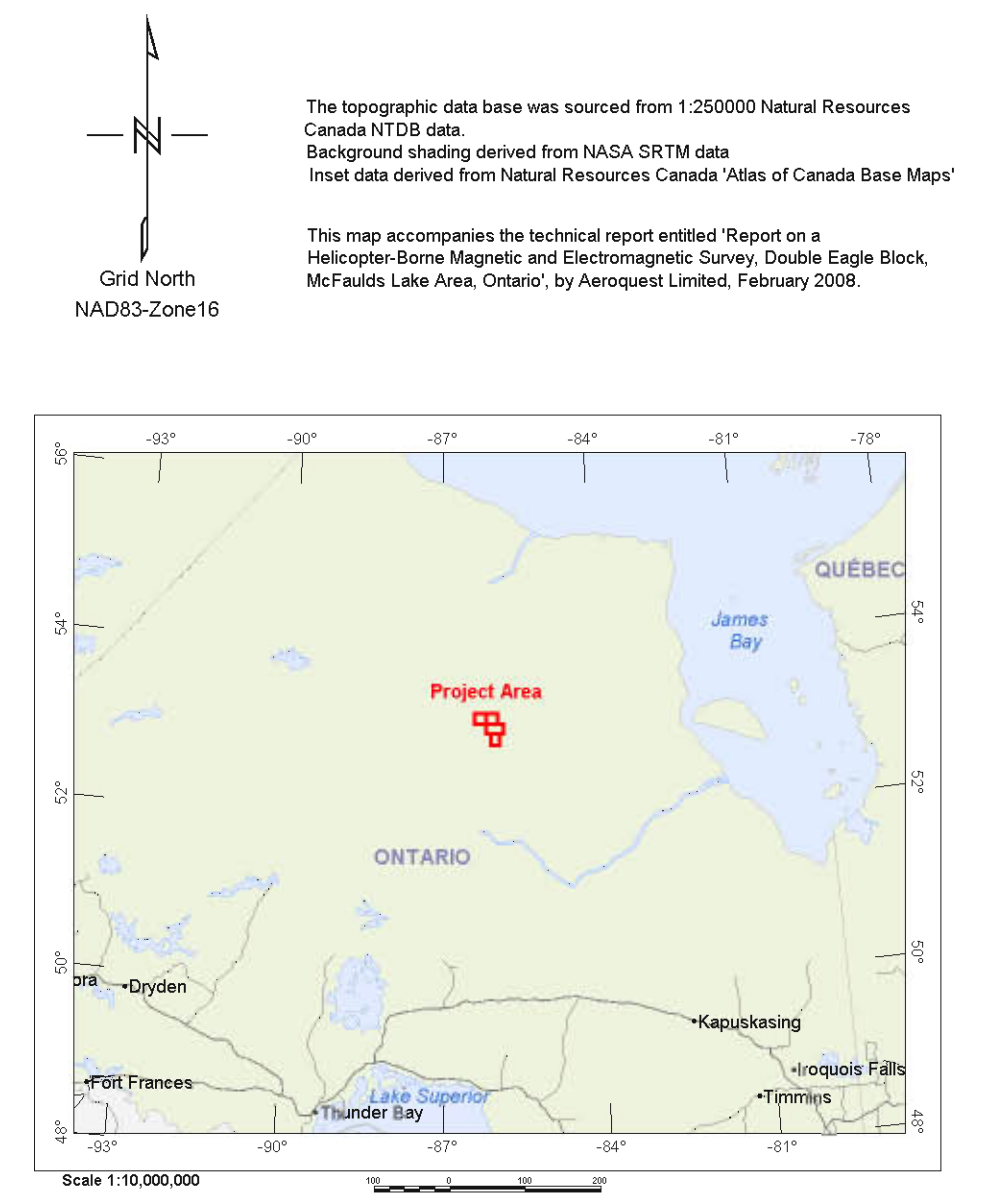 N
Grid North
NAD83-Zone16
The topographic data base was sourced from 1:250000 Natural Resources
Canada NTDB data.
Background shading derived from NASA SRTM data
Inset data derived from Natural Resources Canada 'Atlas of Canada Base Maps'
This map accompanies the technical report entitled 'Report on a
Helicopter-Borne Magnetic and Electromagnetic Survey, Double Eagle Block,
McFaulds Lake Area, Ontario', by Aeroquest Limited, February 2008.
-93° -90° -87° -84° -81° -78°
56°
QUÉBEC
54° 54°
James
Bay
Project Area
52° 52°
ONTARIO
50° 50°
ora
Dryden
Kapuskasing
Iroquois Falls
Fort Frances
Lake Superior
Timmins
Thunder Bay
48° 48°
-93° -90° -87° -84° -81°
Scale 1:10,000,000
100 0 100 200